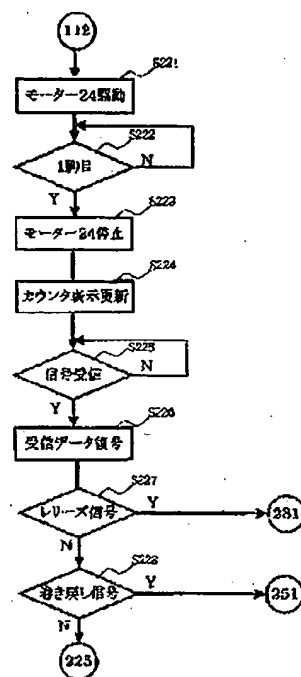 112
S221
モーター24駆動
S222
1駒目
N
Y
S223
モーター24停止
S224
カウンタ表示更新
S225
信号受信
N
Y
S226
受信データ復号
S227
レリーズ信号
Y
231
N
S228
巻き戻し信号
Y
251
N
225